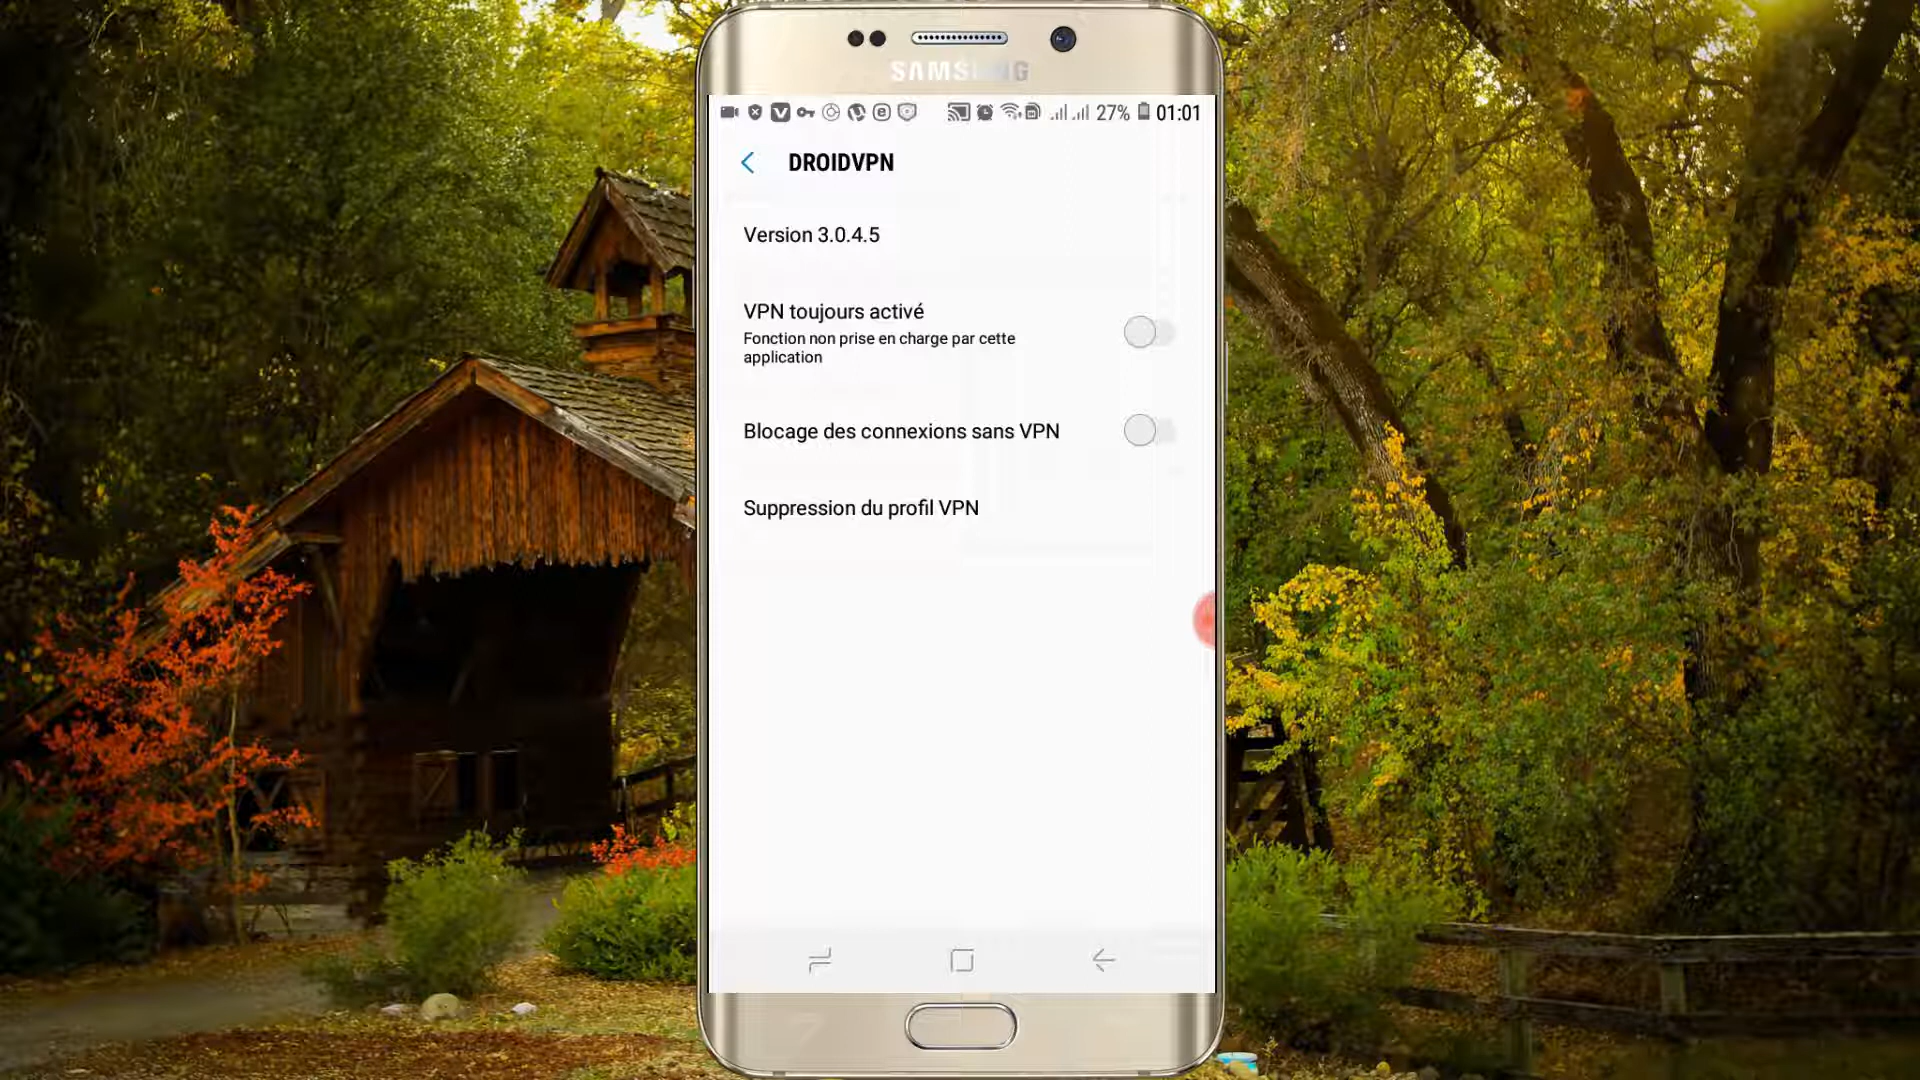 SAMSUNG
27% 01:01
DROIDVPN
Version 3.0.4.5
VPN toujours activé
Fonction non prise en charge par cette
application
Blocage des connexions sans VPN
Suppression du profil VPN